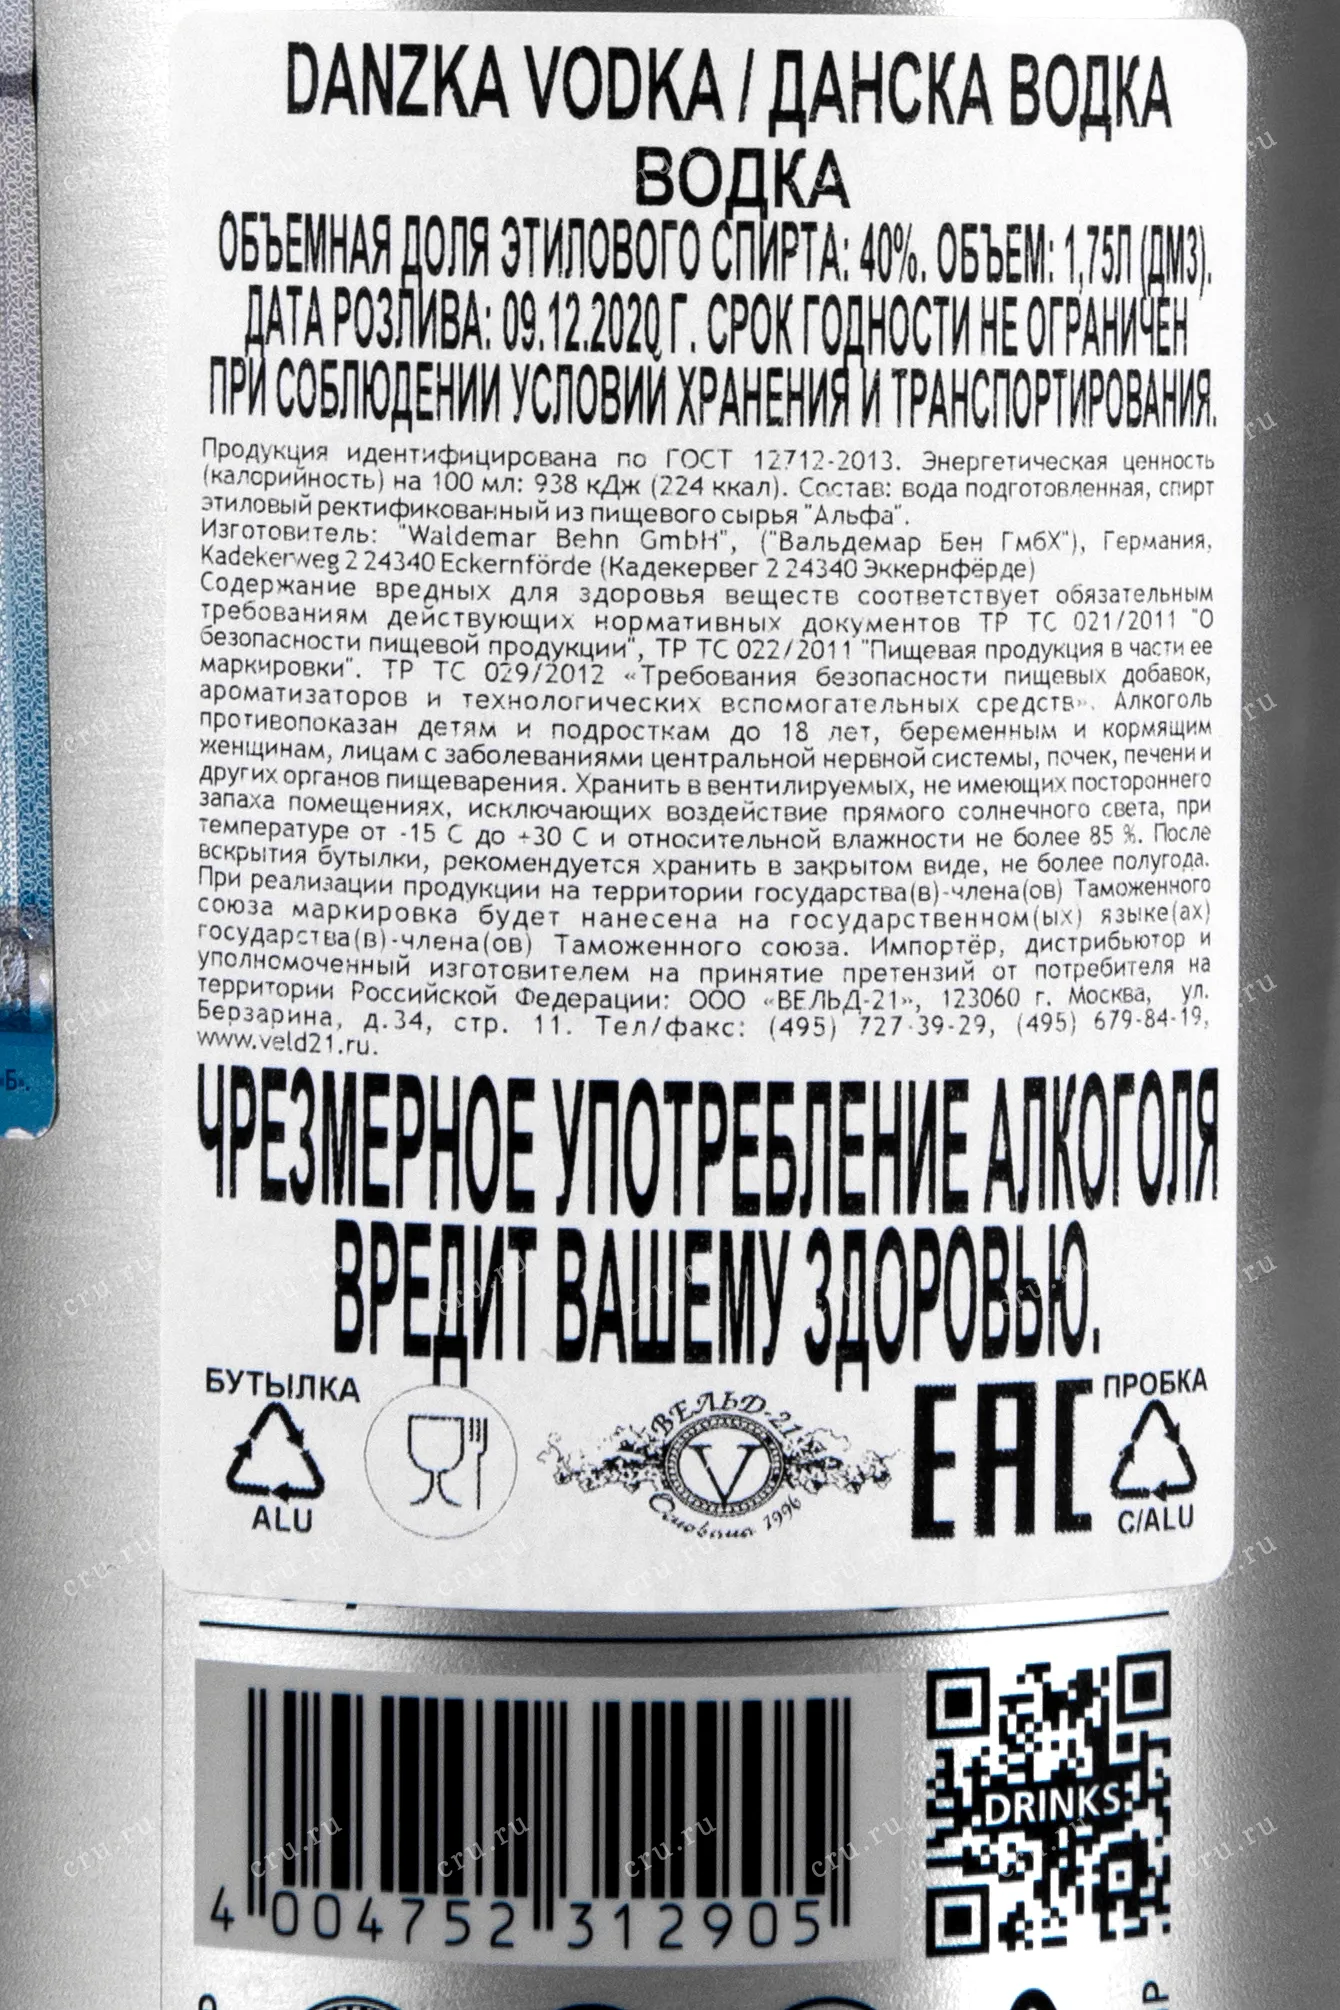 DANZKA VODKA / ДАНСКА ВОДКА
ВОДКА
ОБЪЕМНАЯ ДОЛЯ ЭТИЛОВОГО СПИРТА: 40%. ОБЪЕМ: 1,75Л (ДМ3).
ДАТА РОЗЛИВА: 09.12.2020 Г. СРОК ГОДНОСТИ НЕ ОГРАНИЧЕН
ПРИ СОБЛЮДЕНИИ УСЛОВИЙ ХРАНЕНИЯ И ТРАНСПОРТИРОВАНИЯ.
Продукция идентифицирована по ГОСТ 12712-2013. Энергетическая ценность
(калорийность) на 100 мл: 938 кДж (224 ккал). Состав: вода подготовленная, спирт
этиловый ректификованный из пищевого сырья "Альфа".
Изготовитель: "Waldemar Behn GmbH", ("Вальдемар Бен ГмбХ"), Германия,
Kadekerweg 2 24340 Eckernförde (Кадекервег 2 24340 Эккернфёрде)
Содержание вредных для здоровья веществ соответствует обязательным
требованиям действующих нормативных документов ТР ТС 021/2011 "О
безопасности пищевой продукции", ТР ТС 022/2011 "Пищевая продукция в части ее
маркировки". ТР ТС 029/2012 «Требования безопасности пищевых добавок,
ароматизаторов и технологических вспомогательных средств». Алкоголь
противопоказан детям и подросткам до 18 лет, беременным и кормящим
женщинам, лицам с заболеваниями центральной нервной системы, почек, печени и
других органов пищеварения. Хранить в вентилируемых, не имеющих постороннего
запаха помещениях, исключающих воздействие прямого солнечного света, при
температуре от -15 С до +30 С и относительной влажности не более 85 %. После
вскрытия бутылки, рекомендуется хранить в закрытом виде, не более полугода.
При реализации продукции на территории государства(в)-члена(ов) Таможенного
союза маркировка будет нанесена на государственном(ых) языке(ах)
государства(в)-члена(ов) Таможенного союза. Импортёр, дистрибьютор и
уполномоченный изготовителем на принятие претензий от потребителя на
территории Российской Федерации: ООО «ВЕЛЬД-21», 123060 г. Москва, ул.
Берзарина, д.34, стр. 11. Тел/факс: (495) 727-39-29, (495) 679-84-19,
www.veld21.ru.
ЧРЕЗМЕРНОЕ УПОТРЕБЛЕНИЕ АЛКОГОЛЯ
ВРЕДИТ ВАШЕМУ ЗДОРОВЬЮ.
БУТЫЛКА
ALU
ВЕЛЬД-21
V
Основана 1996
EAC
ПРОБКА
C/ALU
«Б».
DRINKS
4 004752 312905
cru.ru